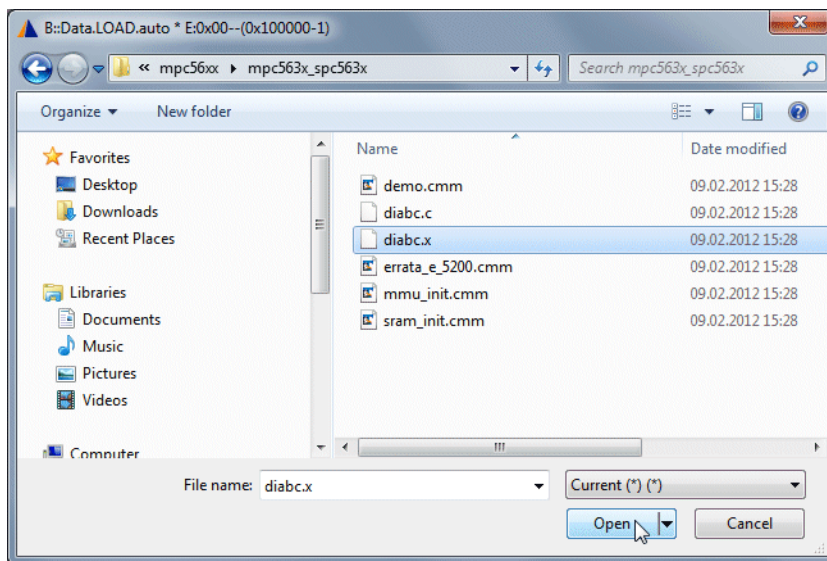 B::Data.LOAD.auto * E:0x00--(0x100000-1)
« mpc56xx mpc563x_spc563x Search mpc563x_spc563x
Organize New folder
Name Date modified
Favorites
Desktop
Downloads
Recent Places
Libraries
Documents
Music
Pictures
Videos
Computer
demo.cmm 09.02.2012 15:28
diabc.c 09.02.2012 15:28
diabc.x 09.02.2012 15:28
errata_e_5200.cmm 09.02.2012 15:28
mmu_init.cmm 09.02.2012 15:28
sram_init.cmm 09.02.2012 15:28
File name: diabc.x Current (*) (*)
Open Cancel